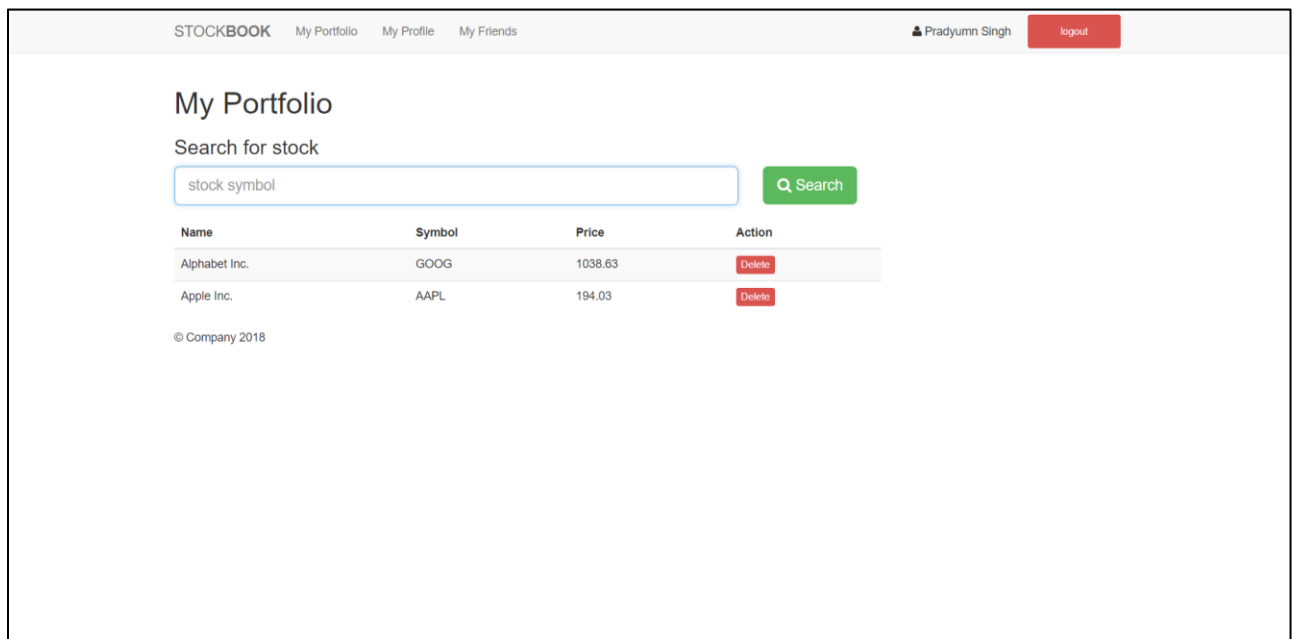 STOCKBOOK My Portfolio My Profile My Friends Pradyumn Singh logout
My Portfolio
Search for stock
stock symbol Search
Name Symbol Price Action
Alphabet Inc. GOOG 1038.63 Delete
Apple Inc. AAPL 194.03 Delete
© Company 2018